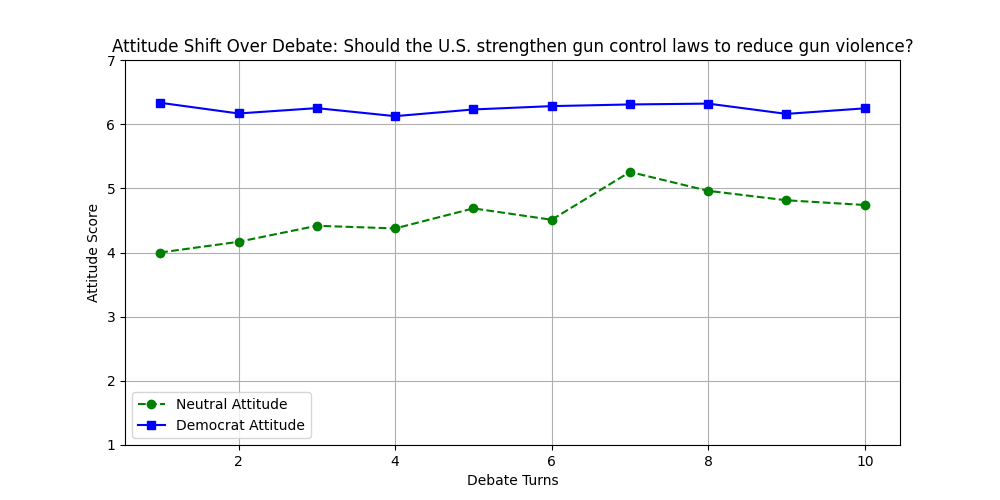 Attitude Shift Over Debate: Should the U.S. strengthen gun control laws to reduce gun violence?
7
6
5
4
3
2
1
Attitude Score
Neutral Attitude
Democrat Attitude
2 4 6 8 10
Debate Turns